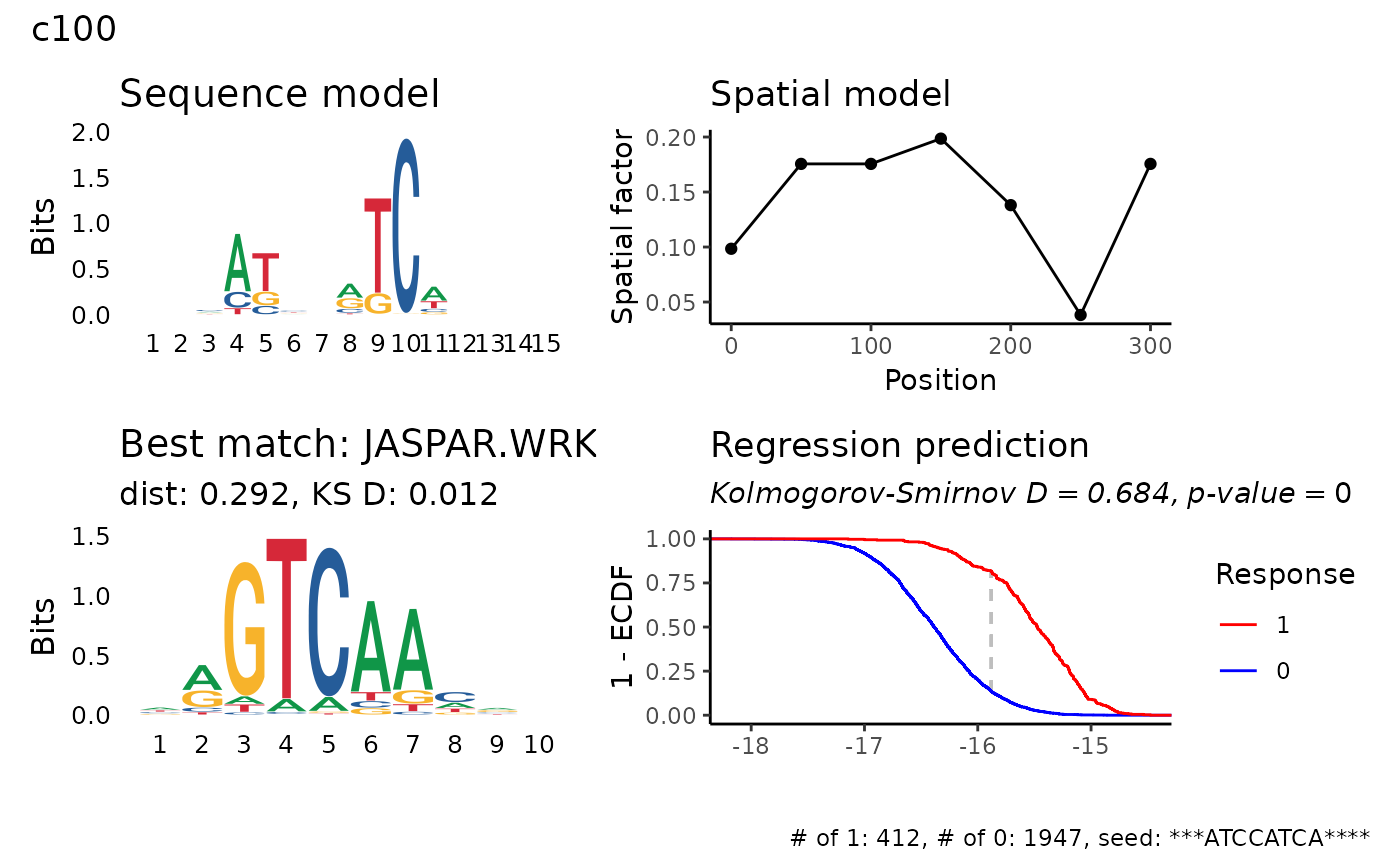 c100
Sequence model
Bits
2.0
1.5
1.0
0.5
0.0
1 2 3 4 5 6 7 8 9 10 11 12 13 14 15
Spatial model
Spatial factor
0.20
0.15
0.10
0.05
0 100 200 300
Position
Best match: JASPAR.WRK
dist: 0.292, KS D: 0.012
Bits
1.5
1.0
0.5
0.0
1 2 3 4 5 6 7 8 9 10
Regression prediction
Kolmogorov-Smirnov D = 0.684, p-value = 0
1 - ECDF
1.00
0.75
0.50
0.25
0.00
-18 -17 -16 -15
Response
1
0
# of 1: 412, # of 0: 1947, seed: ***ATCCATCA****